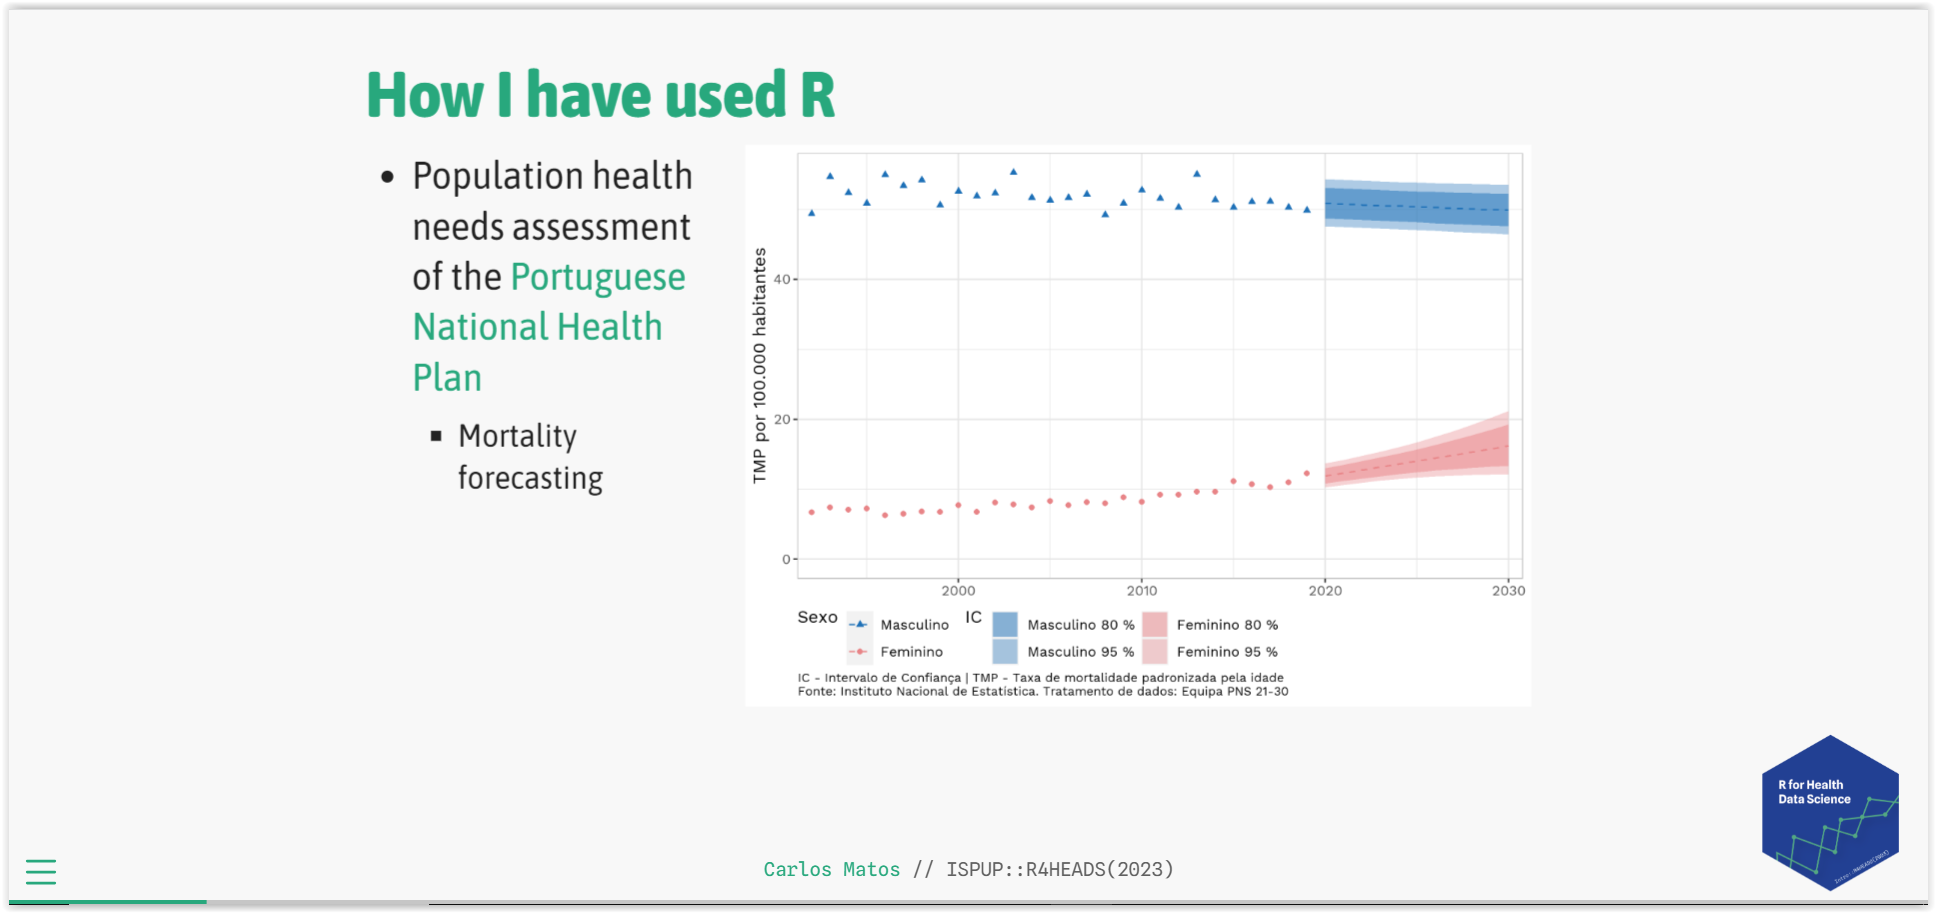 How I have used R
• Population health
needs assessment
of the Portuguese
National Health
Plan
▪ Mortality
forecasting
TMP por 100.000 habitantes
40
20
0
2000 2010 2020 2030
Sexo Masculino IC Masculino 80 % Feminino 80 %
Feminino Masculino 95 % Feminino 95 %
IC - Intervalo de Confiança | TMP - Taxa de mortalidade padronizada pela idade
Fonte: Instituto Nacional de Estatística. Tratamento de dados: Equipa PNS 21-30
R for Health
Data Science
Carlos Matos // ISPUP::R4HEADS(2023)